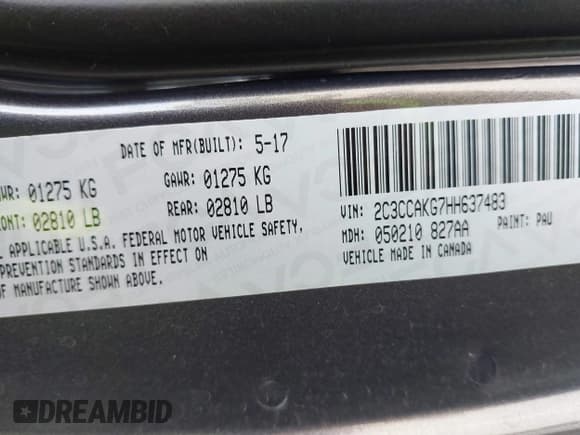 DATE OF MFR(BUILT): 5-17
GAWR: 01275 KG
WR: 01275 KG
REAR: 02810 LB
ONT: 02810 LB
APPLICABLE U.S.A. FEDERAL MOTOR VEHICLE SAFETY,
PREVENTION STANDARDS IN EFFECT ON
OF MANUFACTURE SHOWN ABOVE.
VIN: 2C3CCAKG7HH637483
MDH: 050210 827AA PAINT: PAU
VEHICLE MADE IN CANADA
DREAMBID